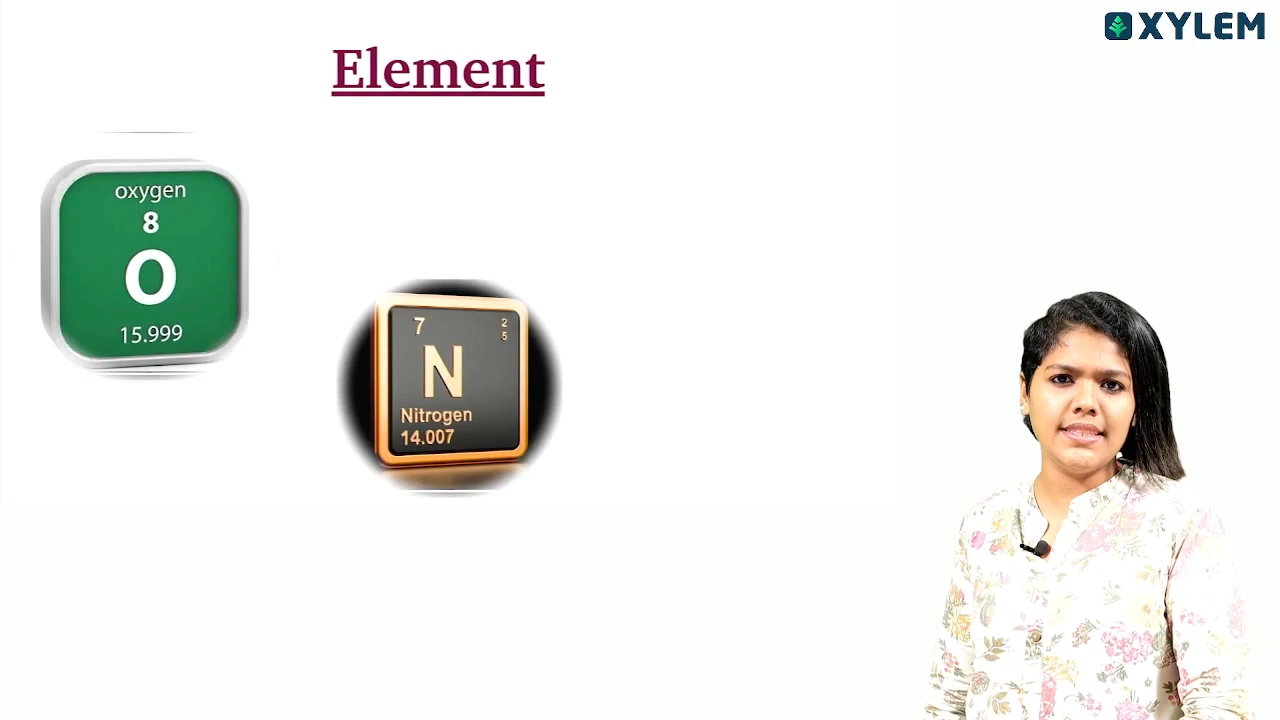 XYLEM
Element
oxygen
8
O
15.999
7
2
5
N
Nitrogen
14.007